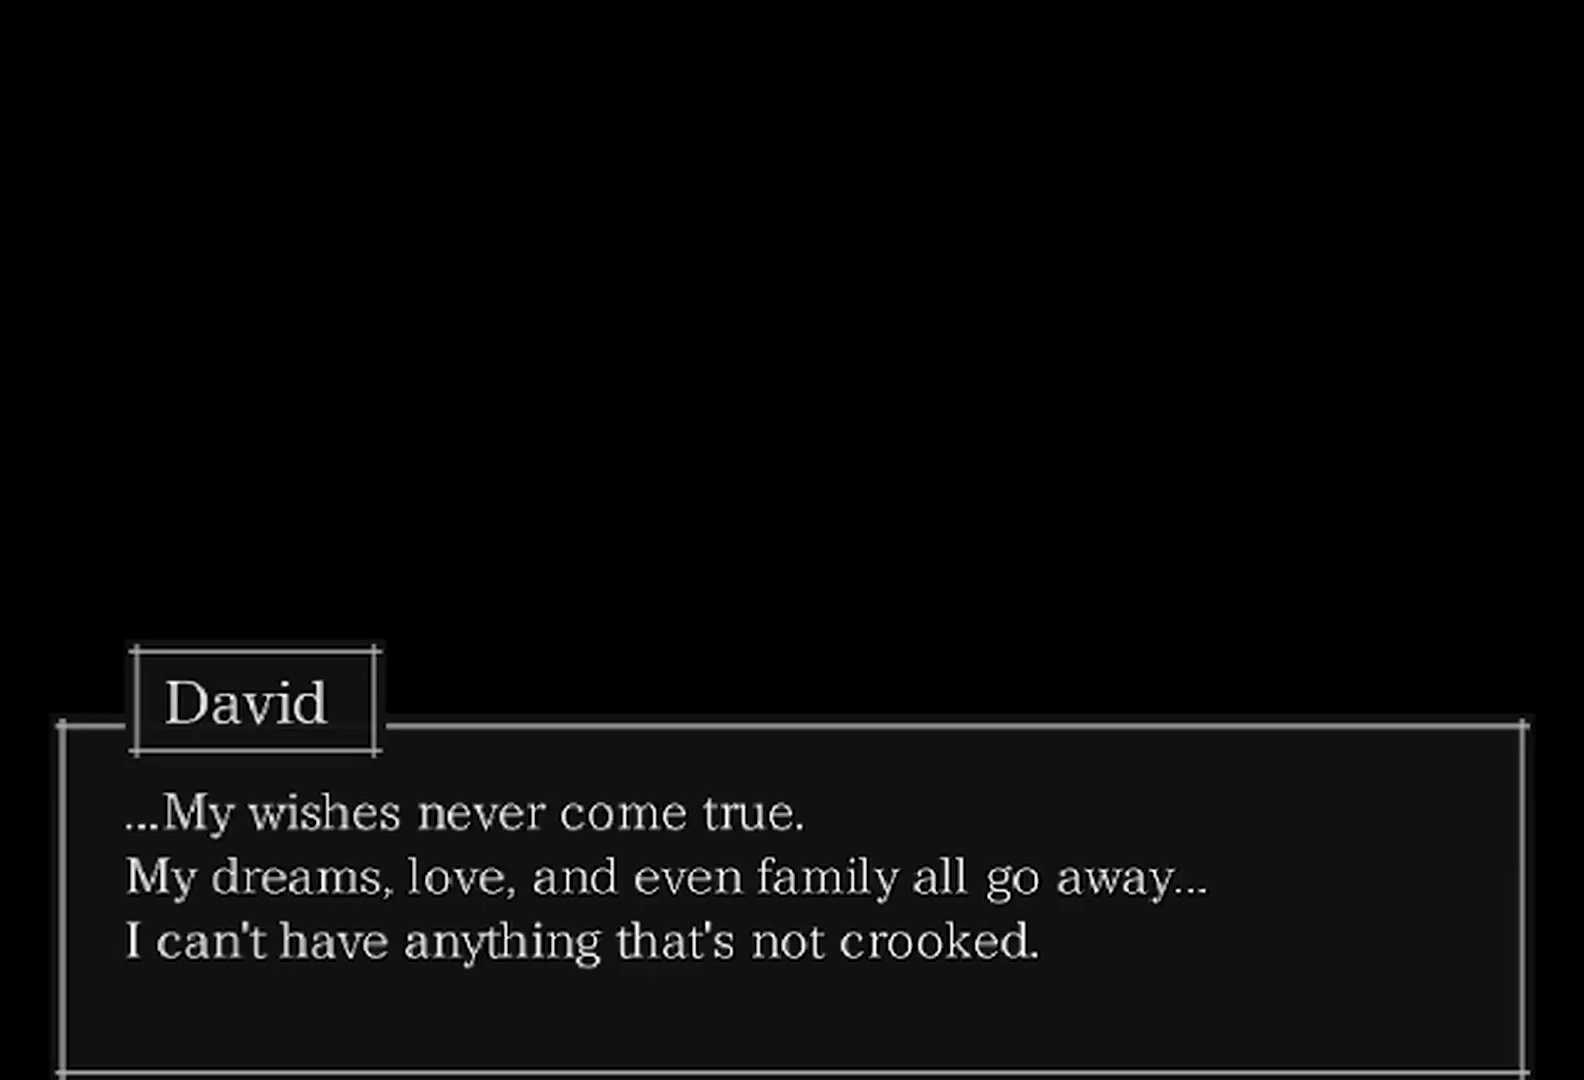 David
...My wishes never come true.
My dreams, love, and even family all go away...
I can't have anything that's not crooked.